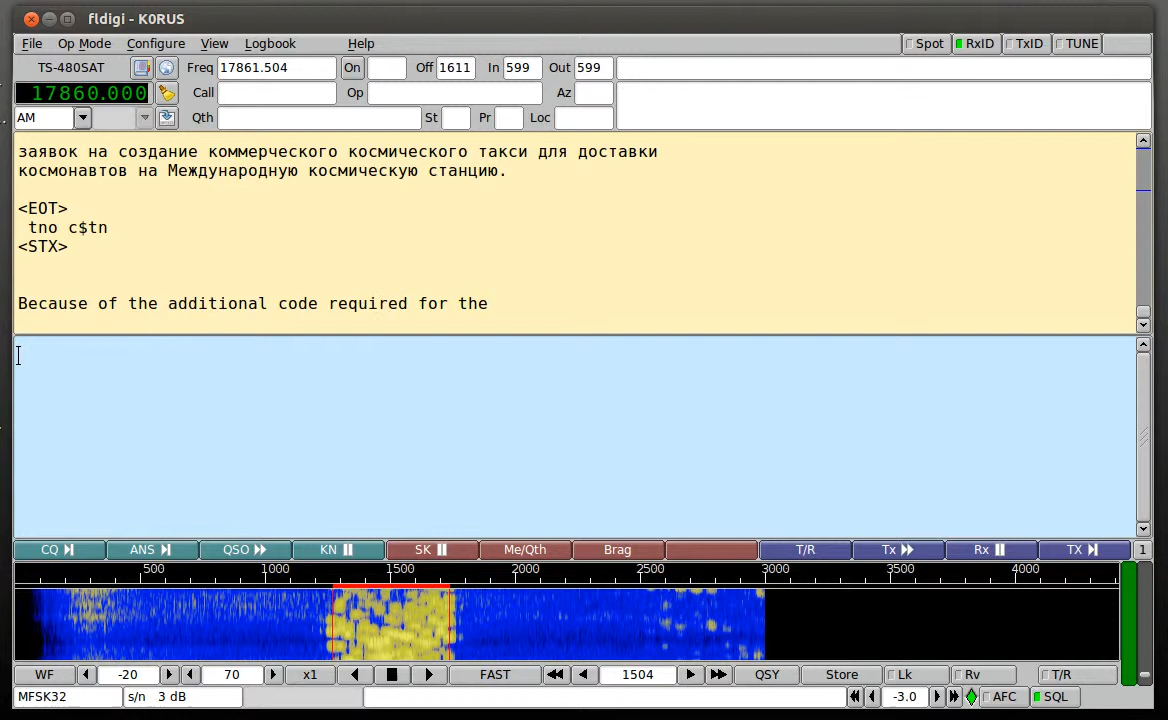 fldigi - K0RUS
File Op Mode Configure View Logbook Help Spot RxID TxID TUNE
TS-480SAT Freq 17861.504 On Off 1611 In 599 Out 599
17860.000 Call Op Az
AM Qth St Pr Loc
заявок на создание коммерческого космического такси для доставки
космонавтов на Международную космическую станцию.
<EOT>
tno c$tn
<STX>
Because of the additional code required for the
CQ ANS QSO KN SK Me/Qth Brag T/R Tx Rx TX 1
500 1000 1500 2000 2500 3000 3500 4000
WF -20 70 x1 FAST 1504 QSY Store Lk Rv T/R
MFSK32 s/n 3 dB -3.0 AFC SQL